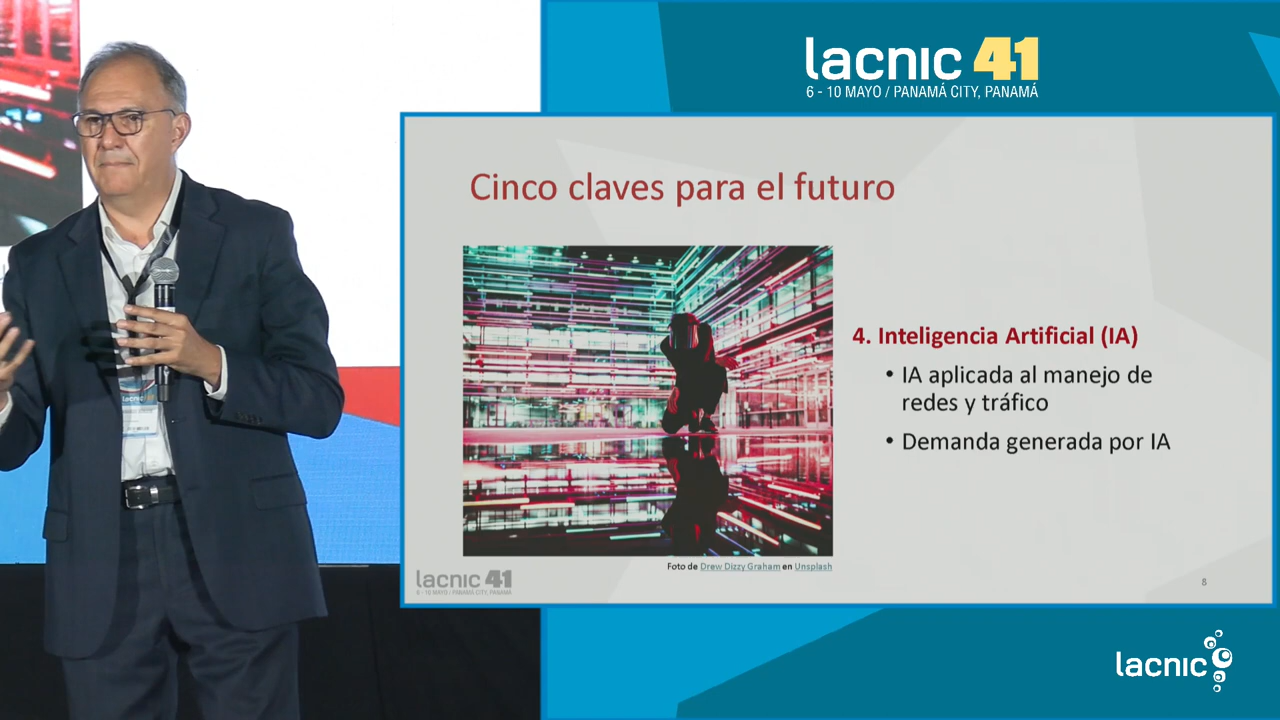 lacnic 41
6 - 10 MAYO / PANAMÁ CITY, PANAMÁ
Cinco claves para el futuro
4. Inteligencia Artificial (IA)
• IA aplicada al manejo de
redes y tráfico
• Demanda generada por IA
Foto de Drew Dizzy Graham en Unsplash
lacnic 41
6 - 10 MAYO / PANAMÁ CITY, PANAMÁ
8
lacnic
lacnic